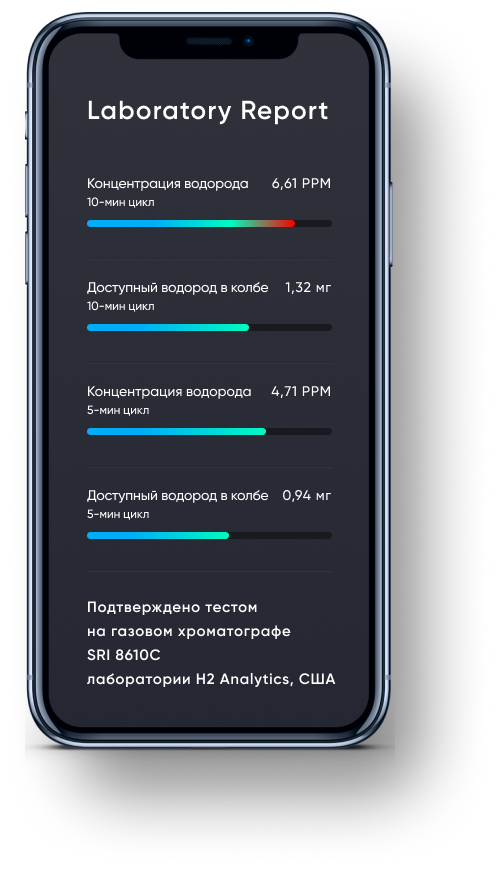 Laboratory Report
Концентрация водорода 6,61 PPM
10-мин цикл
Доступный водород в колбе 1,32 мг
10-мин цикл
Концентрация водорода 4,71 PPM
5-мин цикл
Доступный водород в колбе 0,94 мг
5-мин цикл
Подтверждено тестом
на газовом хроматографе
SRI 8610C
лаборатории H2 Analytics, США